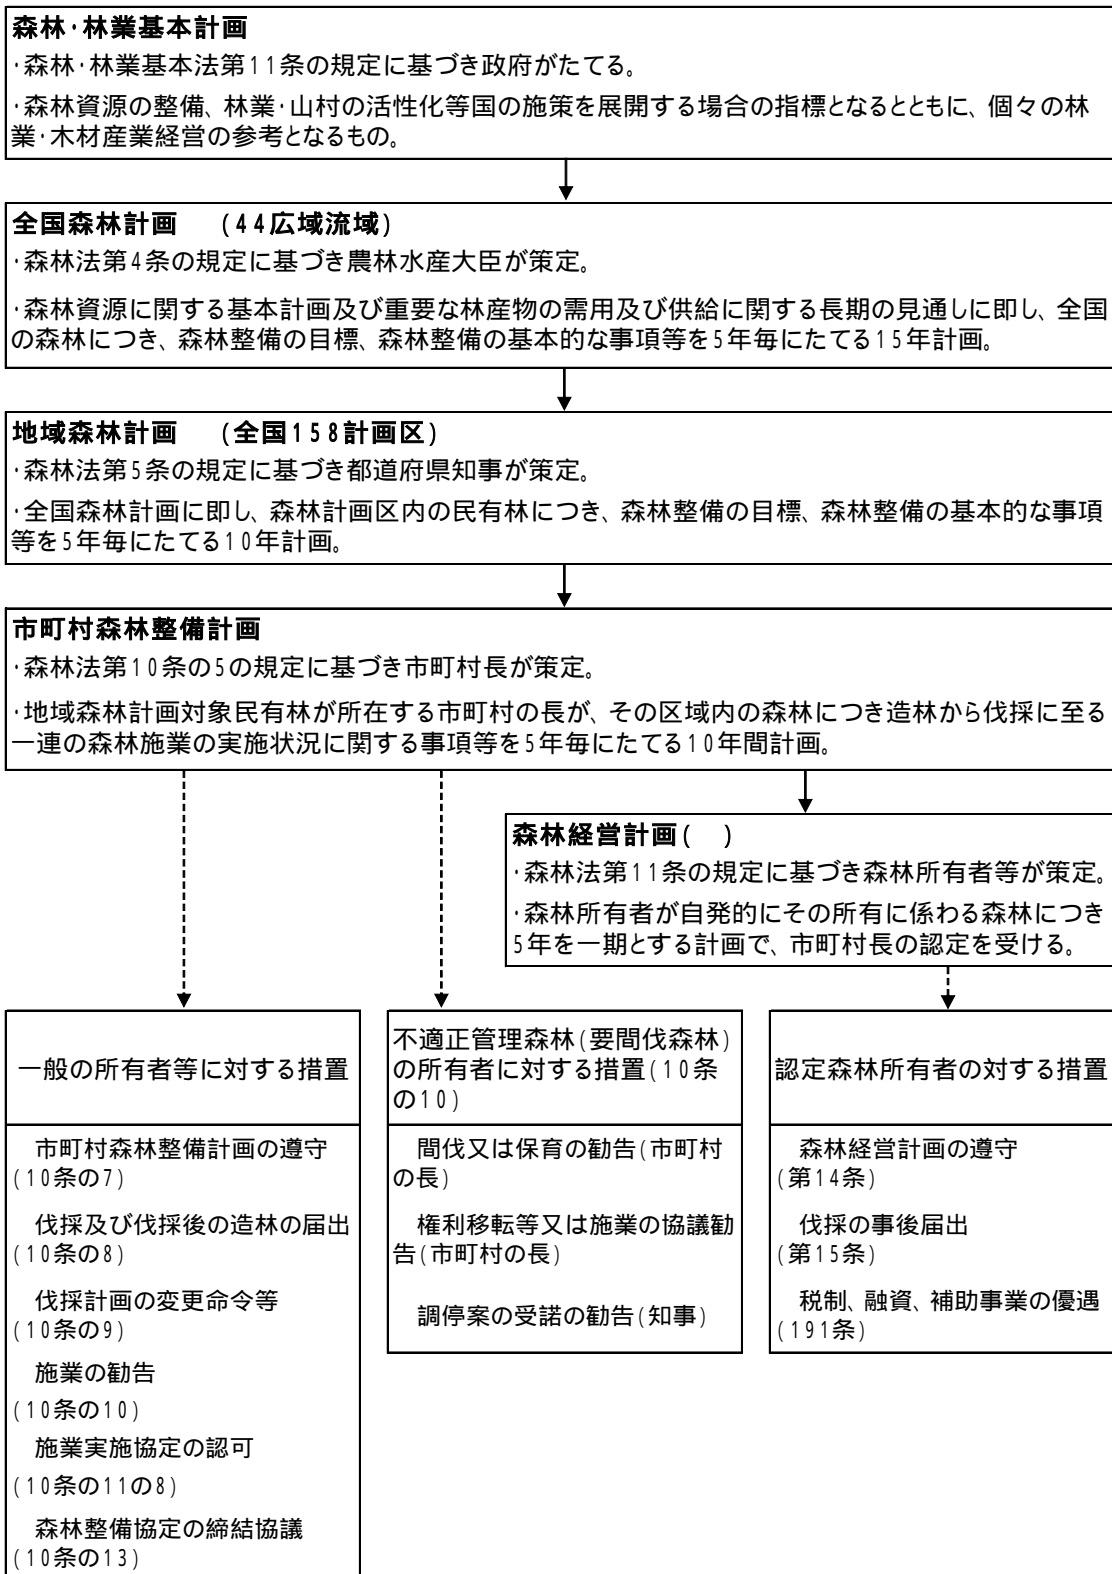 森林・林業基本計画
・森林・林業基本法第11条の規定に基づき政府がたてる。
・森林資源の整備、林業・山村の活性化等国の施策を展開する場合の指標となるとともに、個々の林
業・木材産業経営の参考となるもの。
全国森林計画　（44広域流域）
・森林法第4条の規定に基づき農林水産大臣が策定。
・森林資源に関する基本計画及び重要な林産物の需用及び供給に関する長期の見通しに即し、全国
の森林につき、森林整備の目標、森林整備の基本的な事項等を5年毎にたてる15年計画。
地域森林計画　（全国158計画区）
・森林法第5条の規定に基づき都道府県知事が策定。
・全国森林計画に即し、森林計画区内の民有林につき、森林整備の目標、森林整備の基本的な事項
等を5年毎にたてる10年計画。
市町村森林整備計画
・森林法第10条の5の規定に基づき市町村長が策定。
・地域森林計画対象民有林が所在する市町村の長が、その区域内の森林につき造林から伐採に至る
一連の森林施業の実施状況に関する事項等を5年毎にたてる10年間計画。
森林経営計画(　)
・森林法第11条の規定に基づき森林所有者等が策定。
・森林所有者が自発的にその所有に係わる森林につき
5年を一期とする計画で、市町村長の認定を受ける。
一般の所有者等に対する措置
市町村森林整備計画の遵守
(10条の7)
伐採及び伐採後の造林の届出
(10条の8)
伐採計画の変更命令等
(10条の9)
施業の勧告
(10条の10)
施業実施協定の認可
(10条の11の8)
森林整備協定の締結協議
(10条の13)
不適正管理森林(要間伐森林)
の所有者に対する措置(10条
の10)
間伐又は保育の勧告(市町村
の長)
権利移転等又は施業の協議勧
告(市町村の長)
調停案の受諾の勧告(知事)
認定森林所有者の対する措置
森林経営計画の遵守
(第14条)
伐採の事後届出
(第15条)
税制、融資、補助事業の優遇
(191条)